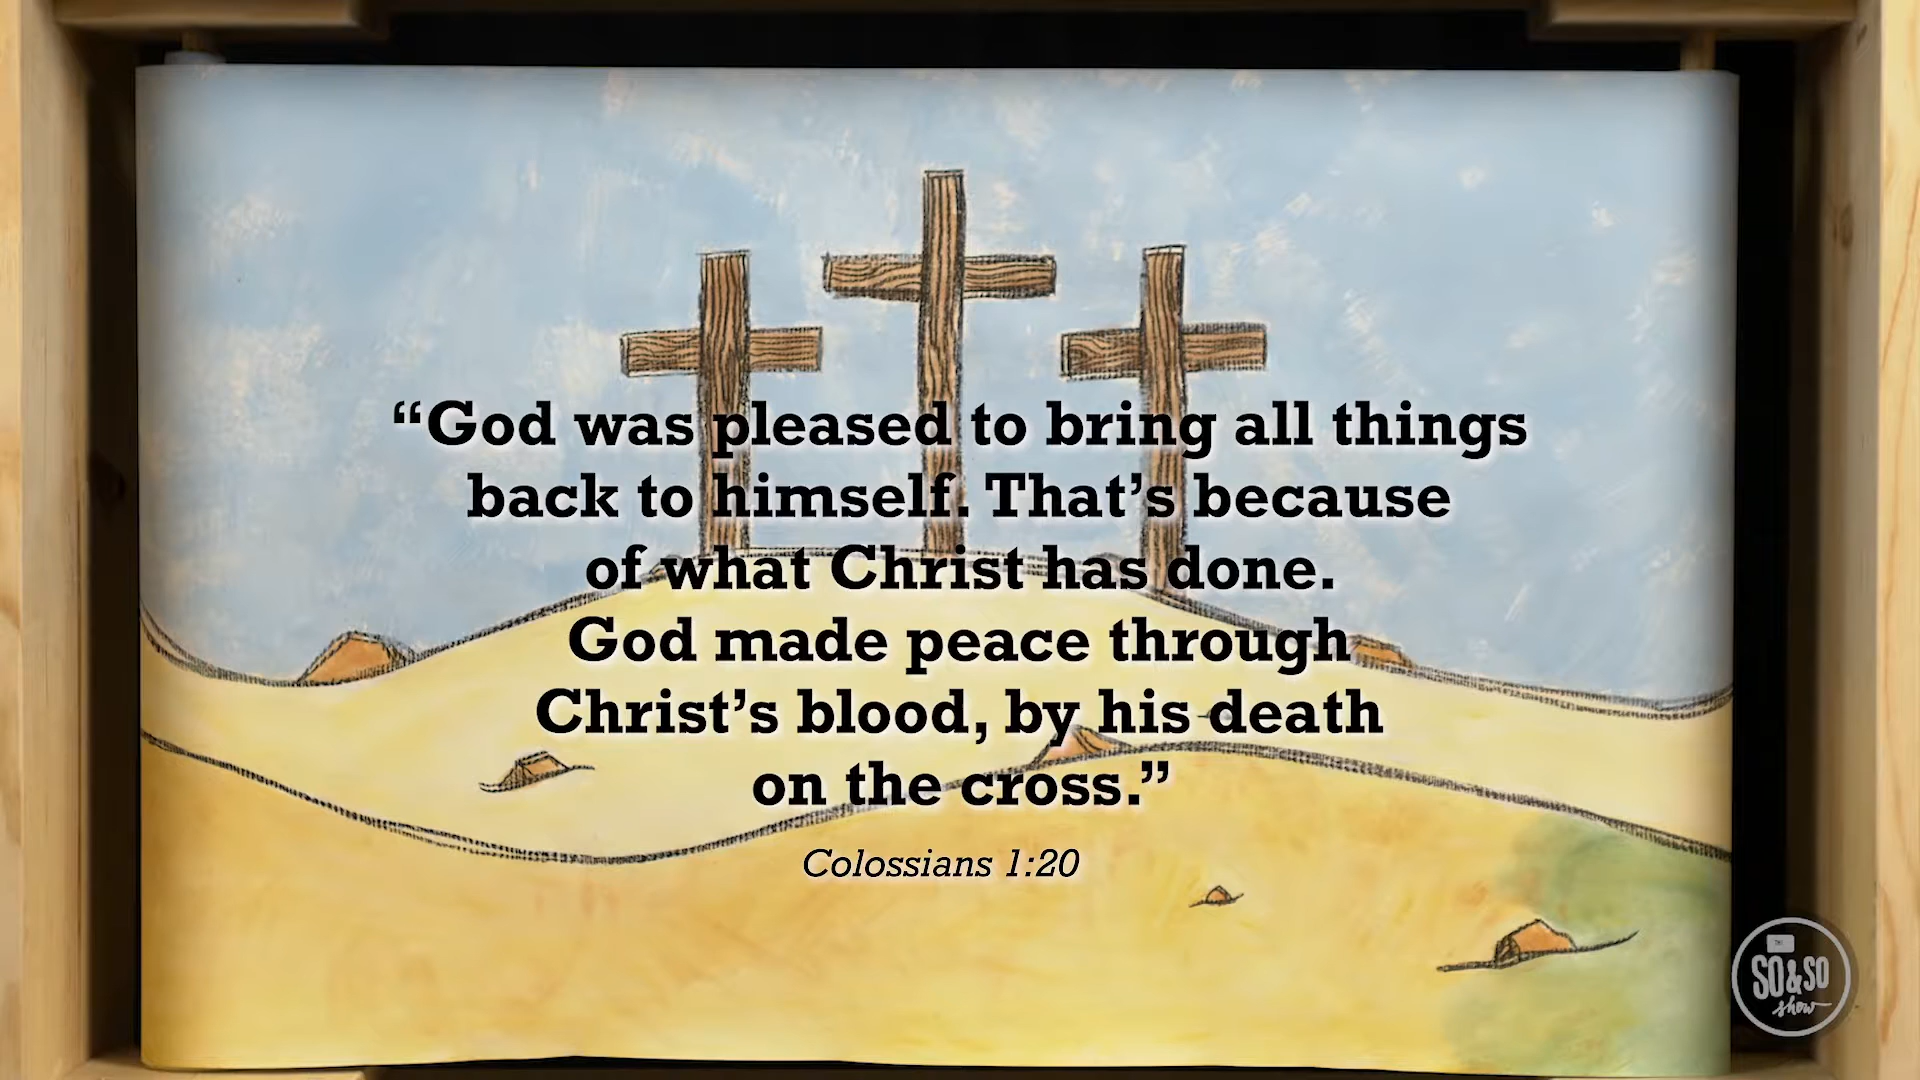 “God was pleased to bring all things
back to himself. That’s because
of what Christ has done.
God made peace through
Christ’s blood, by his death
on the cross.”
Colossians 1:20
SO&SO
show